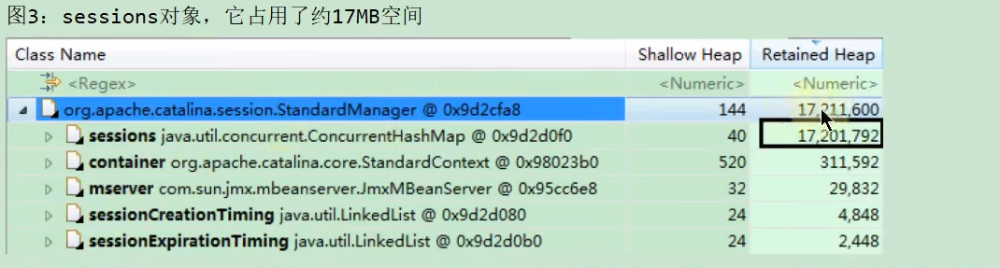 图3：sessions对象，它占用了约17MB空间
Class Name Shallow Heap Retained Heap
<Regex> <Numeric> <Numeric>
org.apache.catalina.session.StandardManager @ 0x9d2cfa8 144 17,211,600
sessions java.util.concurrent.ConcurrentHashMap @ 0x9d2d0f0 40 17,201,792
container org.apache.catalina.core.StandardContext @ 0x98023b0 520 311,592
mserver com.sun.jmx.mbeanserver.JmxMBeanServer @ 0x95cc6e8 32 29,832
sessionCreationTiming java.util.LinkedList @ 0x9d2d080 24 4,848
sessionExpirationTiming java.util.LinkedList @ 0x9d2d0b0 24 2,448